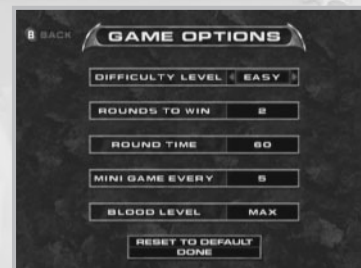 B BACK
GAME OPTIONS
DIFFICULTY LEVEL EASY
ROUNDS TO WIN 2
ROUND TIME 60
MINI GAME EVERY 5
BLOOD LEVEL MAX
RESET TO DEFAULT
DONE